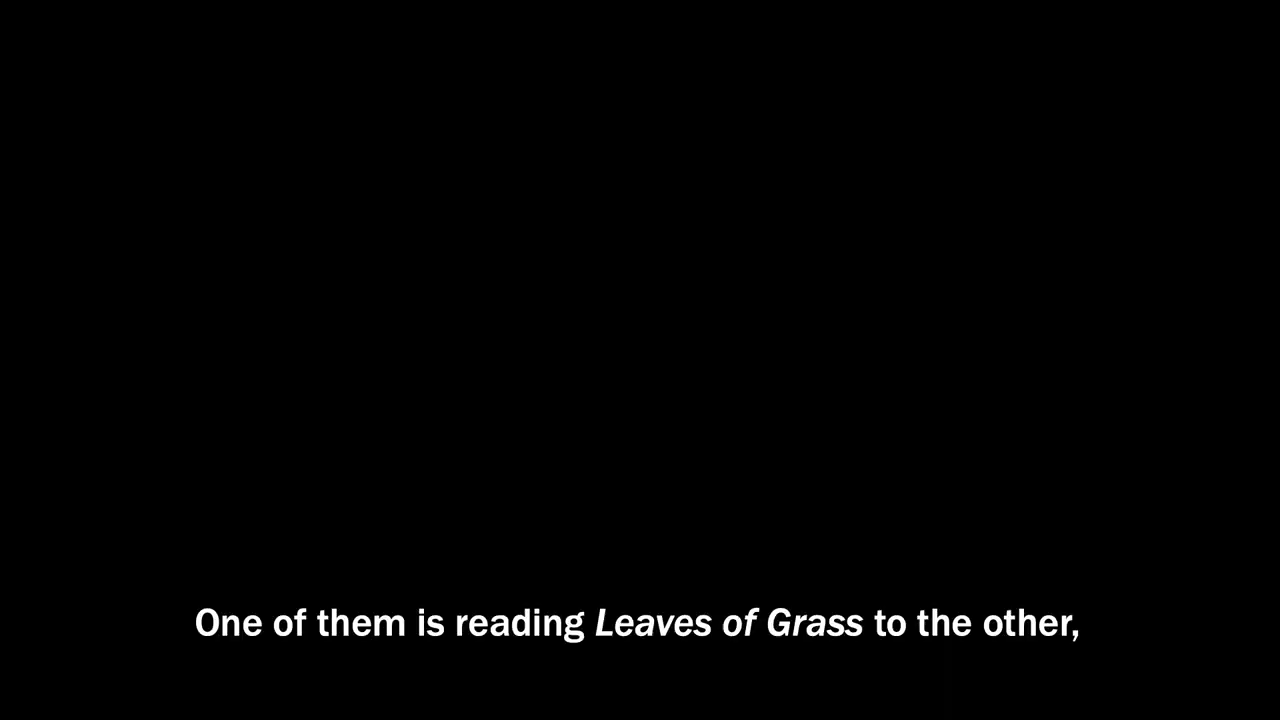 One of them is reading Leaves of Grass to the other,